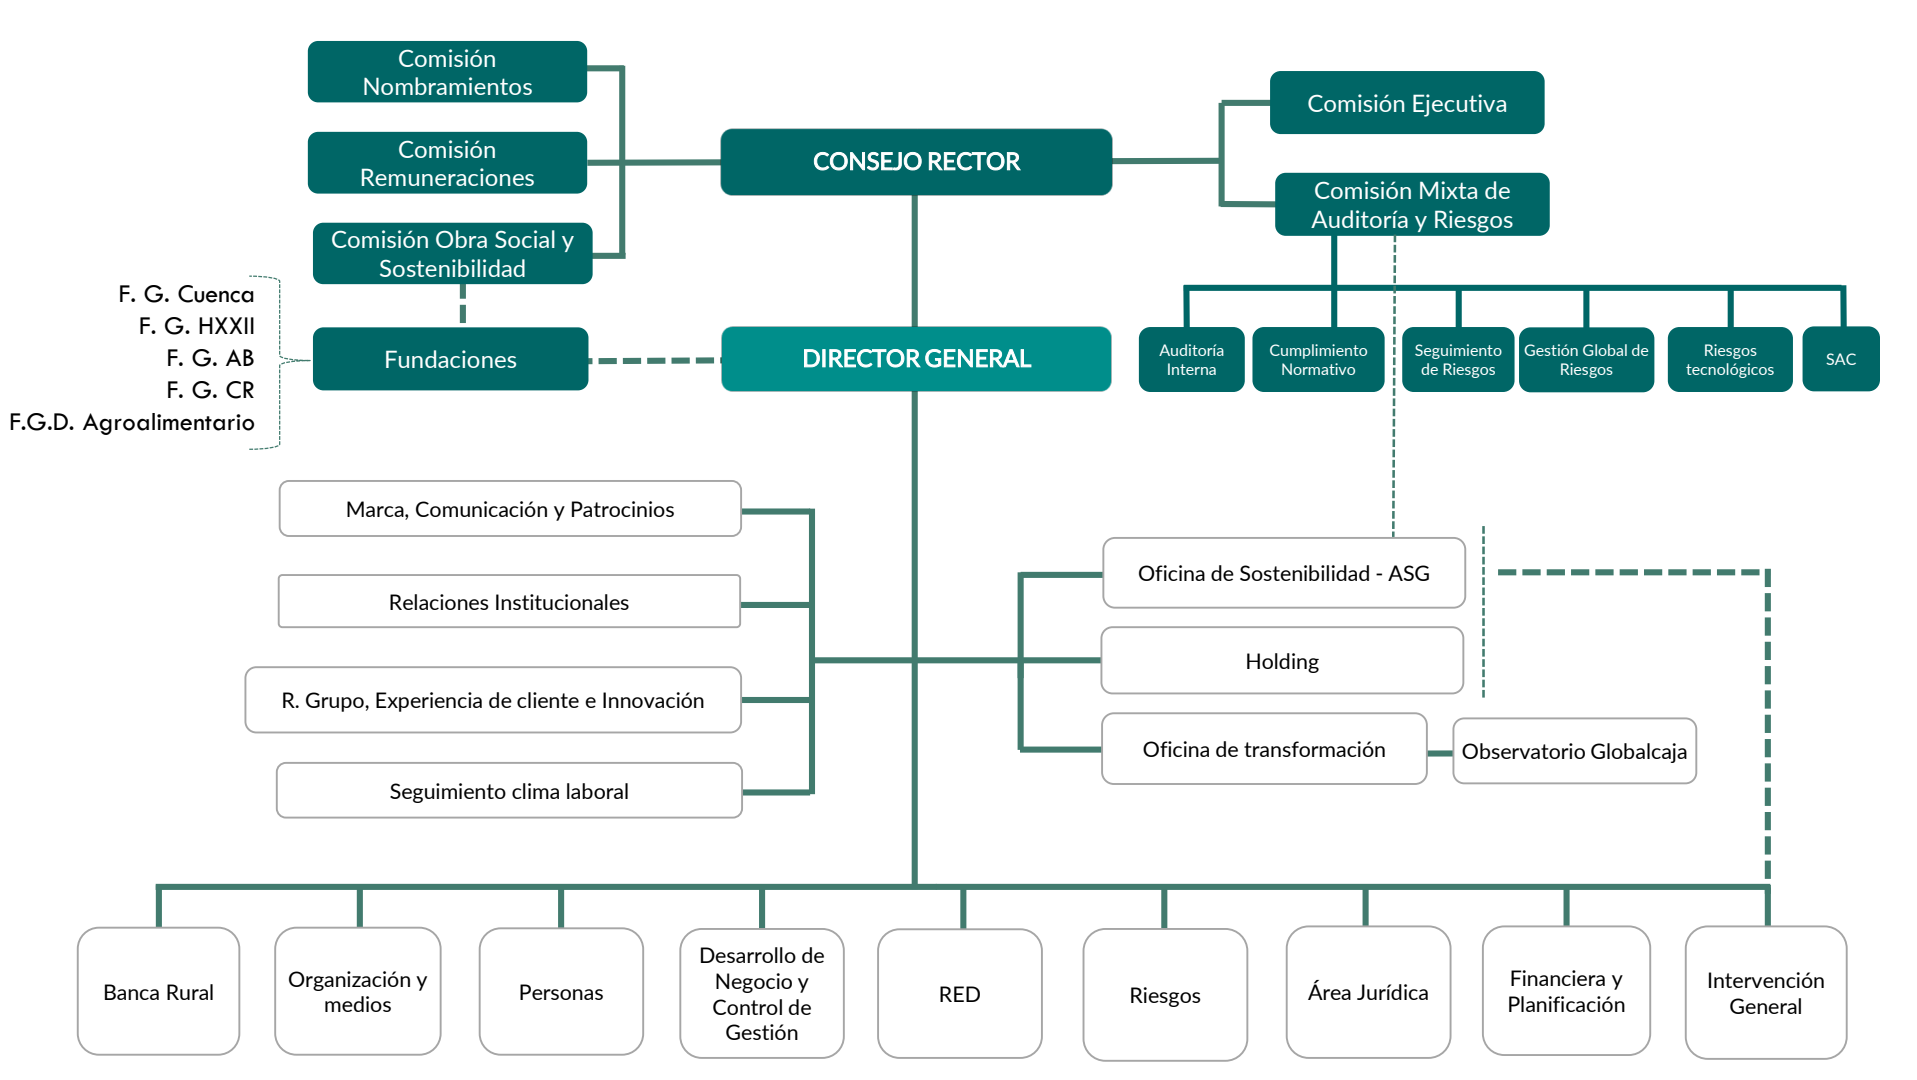 Comisión
Nombramientos
Comisión
Remuneraciones
Comisión Obra Social y
Sostenibilidad
CONSEJO RECTOR
Comisión Ejecutiva
Comisión Mixta de
Auditoría y Riesgos
F. G. Cuenca
F. G. HXXII
F. G. AB
F. G. CR
F.G.D. Agroalimentario
Fundaciones
DIRECTOR GENERAL
Auditoría
Interna
Cumplimiento
Normativo
Seguimiento
de Riesgos
Gestión Global de
Riesgos
Riesgos
tecnológicos
SAC
Marca, Comunicación y Patrocinios
Relaciones Institucionales
R. Grupo, Experiencia de cliente e Innovación
Seguimiento clima laboral
Oficina de Sostenibilidad - ASG
Holding
Oficina de transformación
Observatorio Globalcaja
Banca Rural
Organización y
medios
Personas
Desarrollo de
Negocio y
Control de
Gestión
RED
Riesgos
Área Jurídica
Financiera y
Planificación
Intervención
General